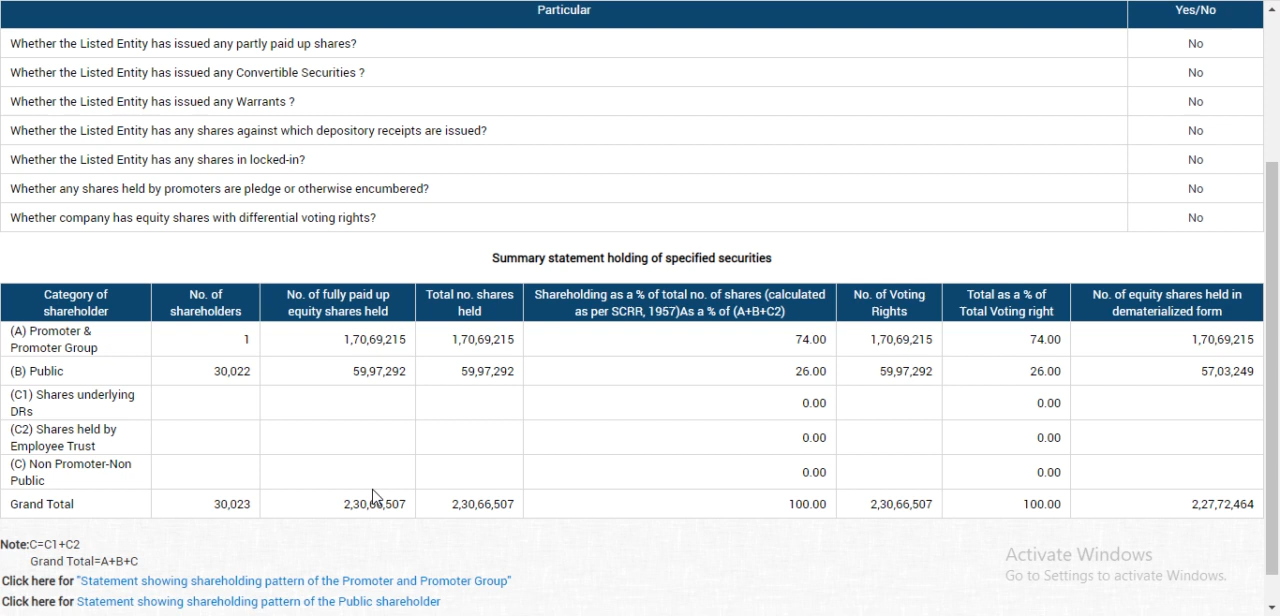 Particular Yes/No
Whether the Listed Entity has issued any partly paid up shares? No
Whether the Listed Entity has issued any Convertible Securities ? No
Whether the Listed Entity has issued any Warrants ? No
Whether the Listed Entity has any shares against which depository receipts are issued? No
Whether the Listed Entity has any shares in locked-in? No
Whether any shares held by promoters are pledge or otherwise encumbered? No
Whether company has equity shares with differential voting rights? No
Summary statement holding of specified securities
Category of shareholder No. of shareholders No. of fully paid up equity shares held Total no. shares held Shareholding as a % of total no. of shares (calculated as per SCRR, 1957)As a % of (A+B+C2) No. of Voting Rights Total as a % of Total Voting right No. of equity shares held in dematerialized form
(A) Promoter & Promoter Group 1 1,70,69,215 1,70,69,215 74.00 1,70,69,215 74.00 1,70,69,215
(B) Public 30,022 59,97,292 59,97,292 26.00 59,97,292 26.00 57,03,249
(C1) Shares underlying DRs 0.00 0.00
(C2) Shares held by Employee Trust 0.00 0.00
(C) Non Promoter-Non Public 0.00 0.00
Grand Total 30,023 2,30,66,507 2,30,66,507 100.00 2,30,66,507 100.00 2,27,72,464
Note:C=C1+C2
Grand Total=A+B+C
Click here for "Statement showing shareholding pattern of the Promoter and Promoter Group"
Click here for Statement showing shareholding pattern of the Public shareholder
Activate Windows
Go to Settings to activate Windows.